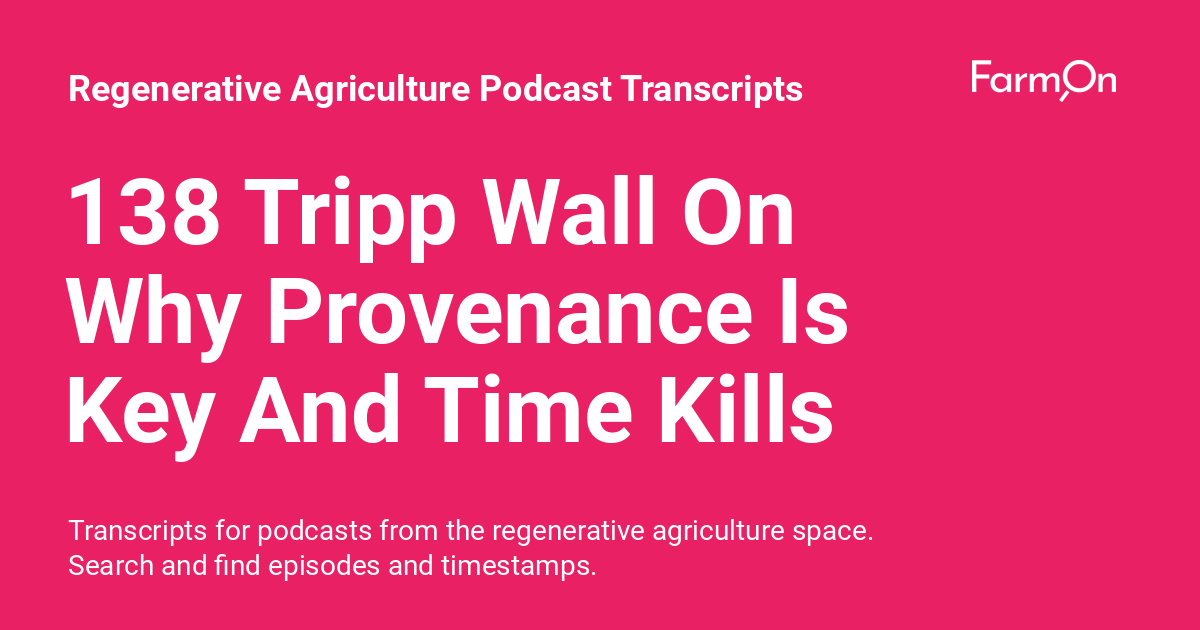 Regenerative Agriculture Podcast Transcripts
FarmOn
138 Tripp Wall On
Why Provenance Is
Key And Time Kills
Transcripts for podcasts from the regenerative agriculture space.
Search and find episodes and timestamps.